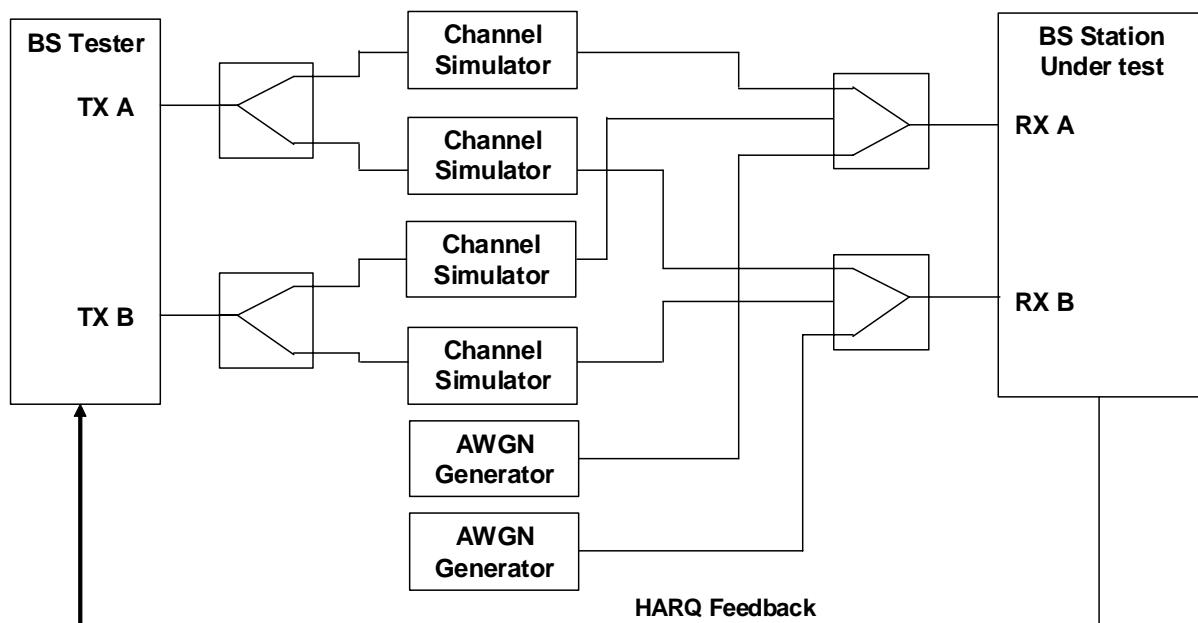 BS Tester
TX A
TX B
Channel
Simulator
Channel
Simulator
Channel
Simulator
Channel
Simulator
AWGN
Generator
AWGN
Generator
BS Station
Under test
RX A
RX B
HARQ Feedback